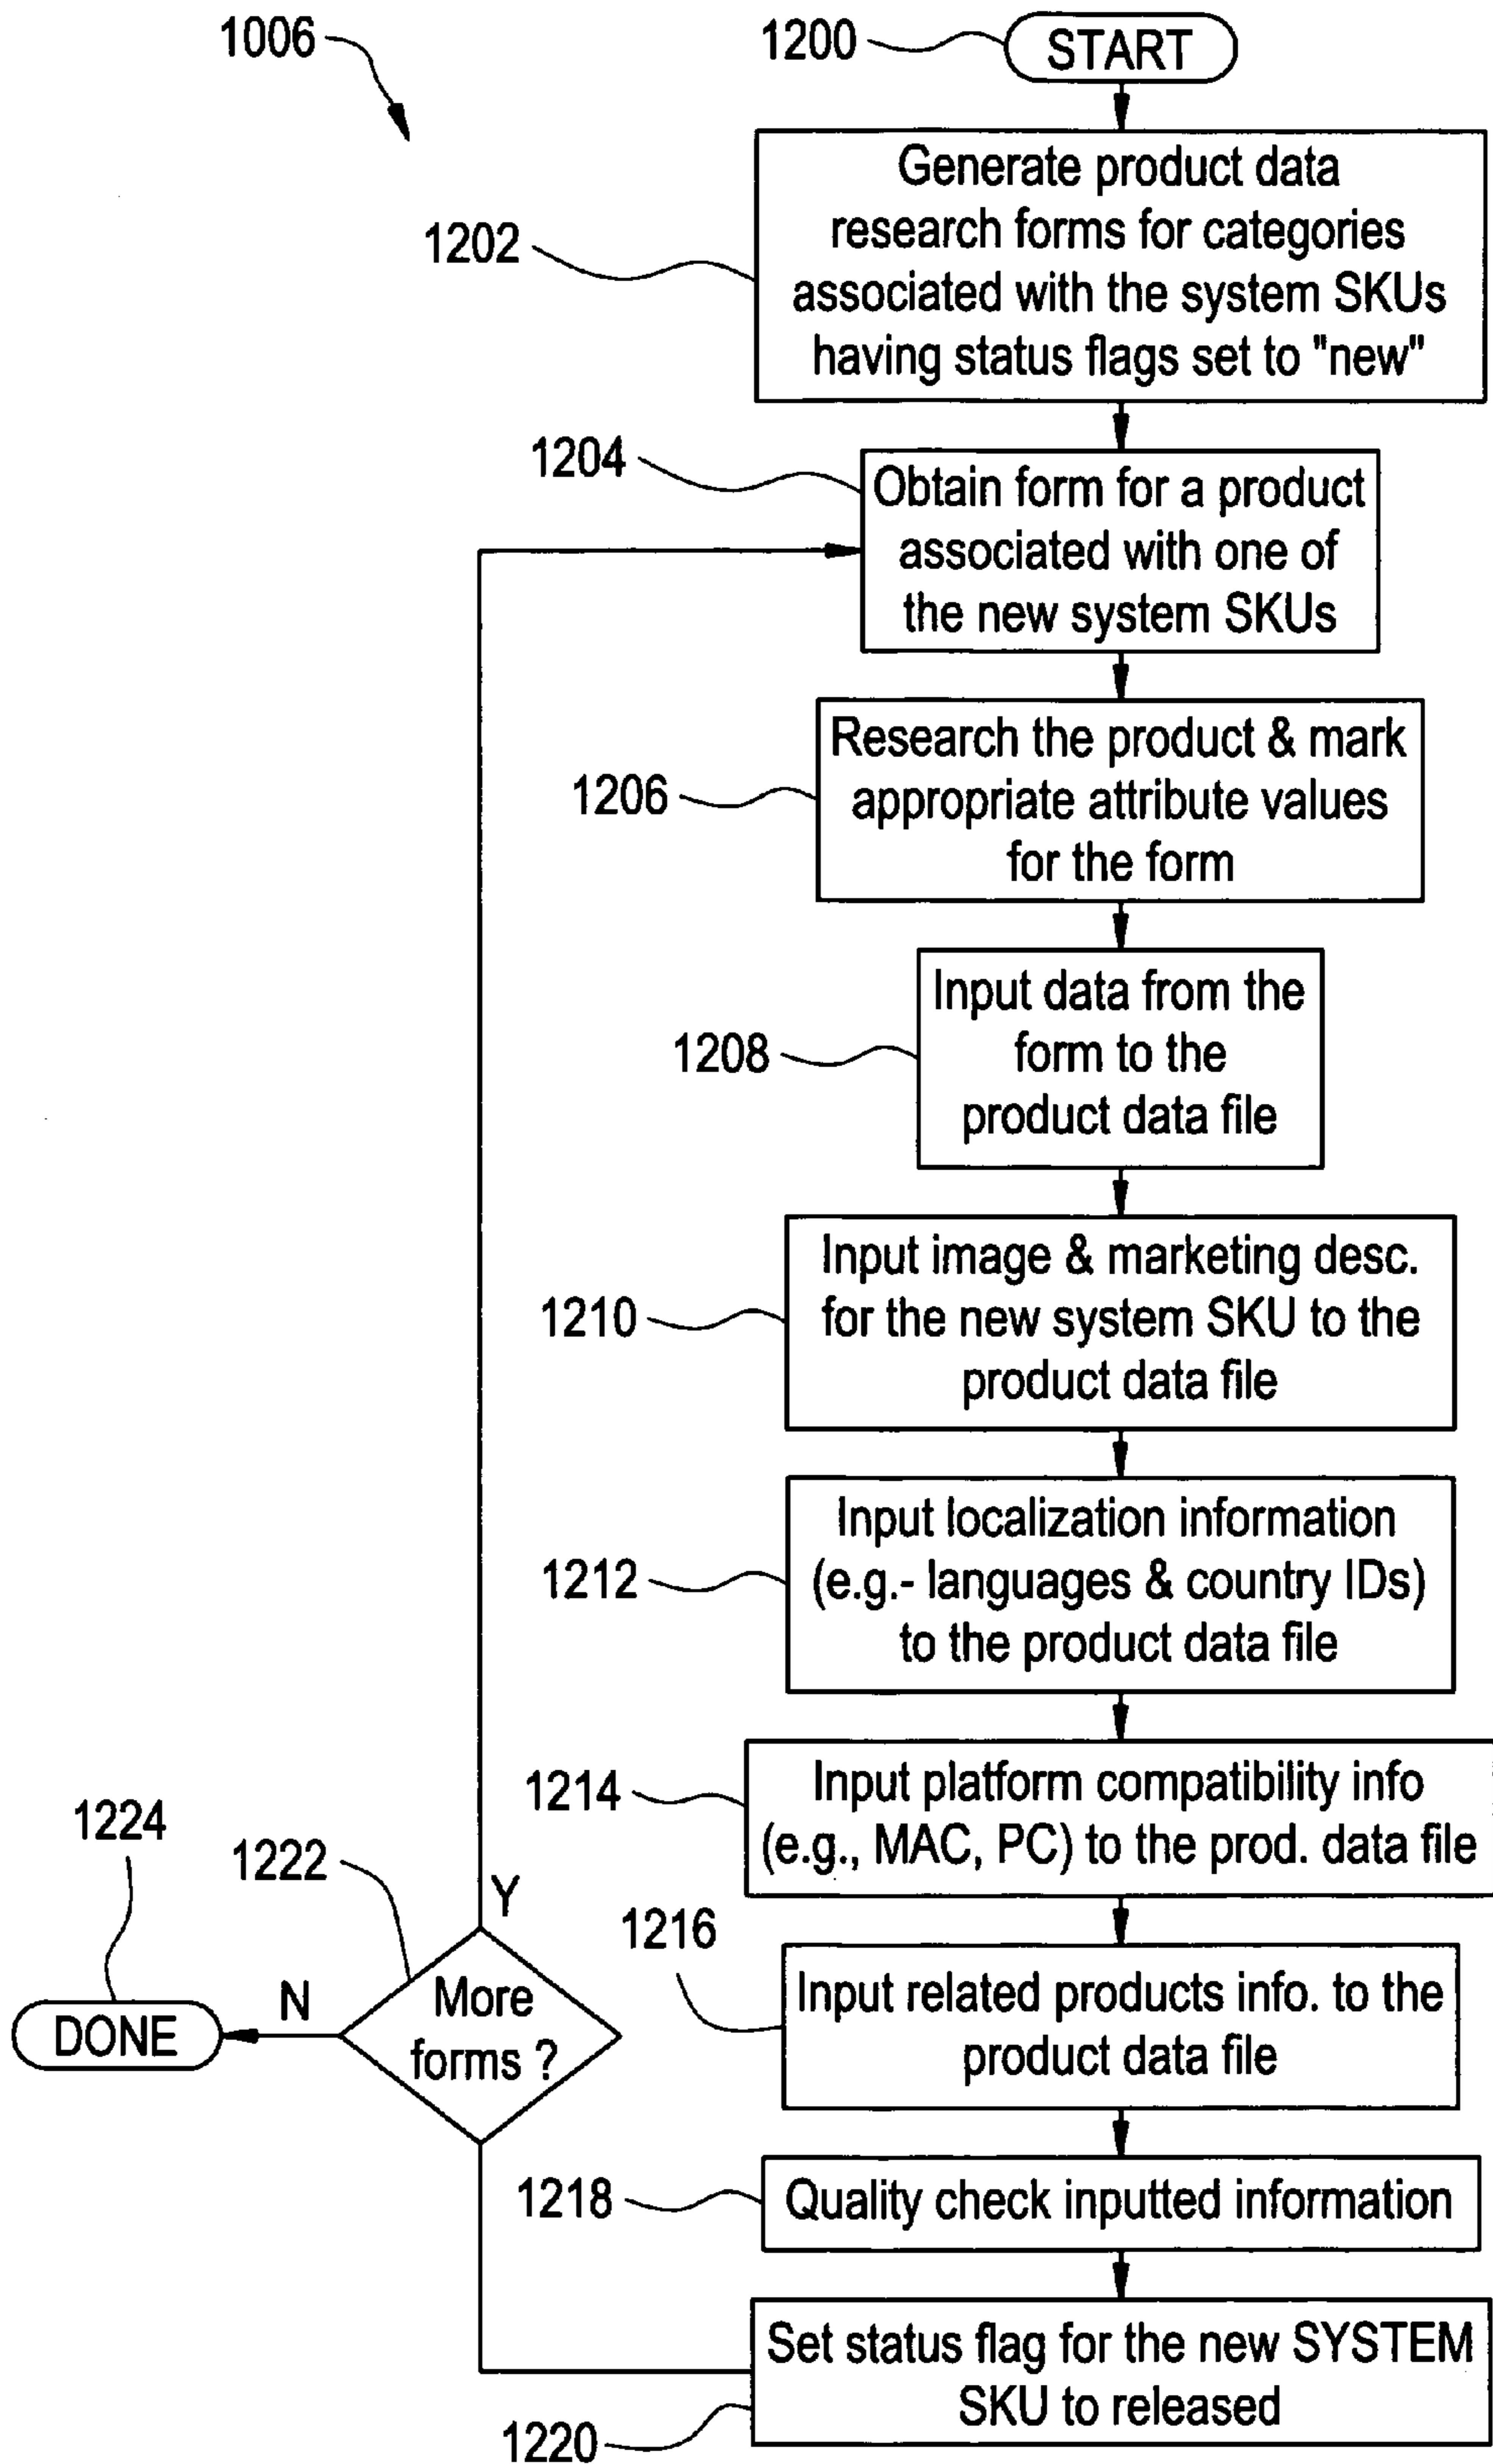 1006
1200
START
Generate product data
research forms for categories
associated with the system SKUs
having status flags set to "new"
1202
1204
Obtain form for a product
associated with one of
the new system SKUs
Research the product & mark
appropriate attribute values
for the form
1206
Input data from the
form to the
product data file
1208
Input image & marketing desc.
for the new system SKU to the
product data file
1210
Input localization information
(e.g.- languages & country IDs)
to the product data file
1212
Input platform compatibility info
(e.g., MAC, PC) to the prod. data file
1214
1216
Input related products info. to the
product data file
1218
Quality check inputted information
Set status flag for the new SYSTEM
SKU to released
1220
1222
Y
More
forms ?
N
1224
DONE